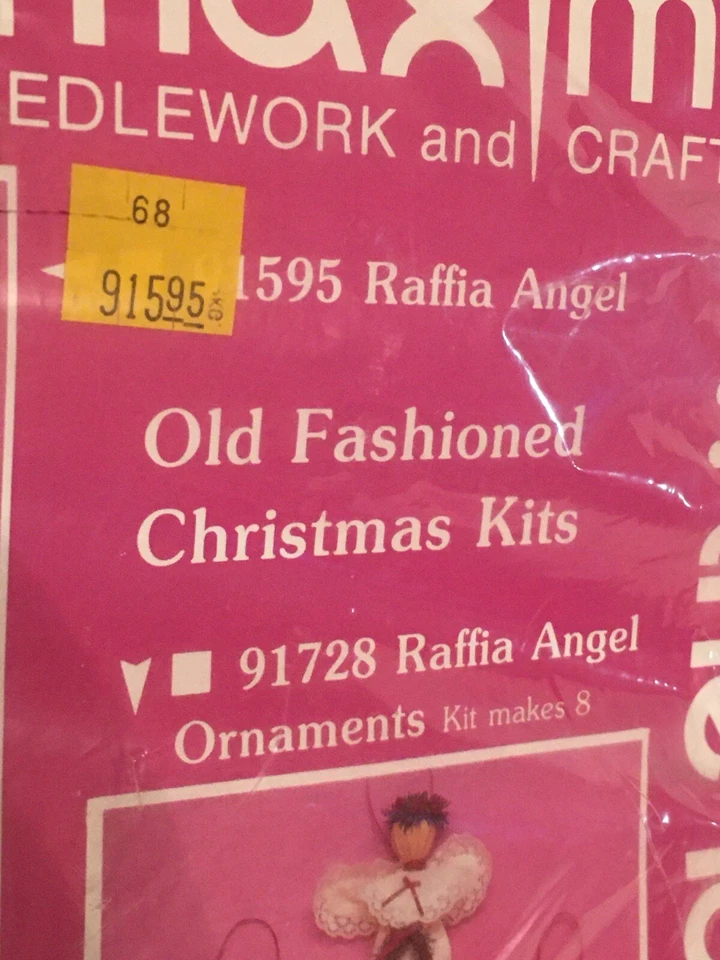 EDLEWORK and CRAFT
68
91595
1595 Raffia Angel
Old Fashioned
Christmas Kits
91728 Raffia Angel
Ornaments Kit makes 8